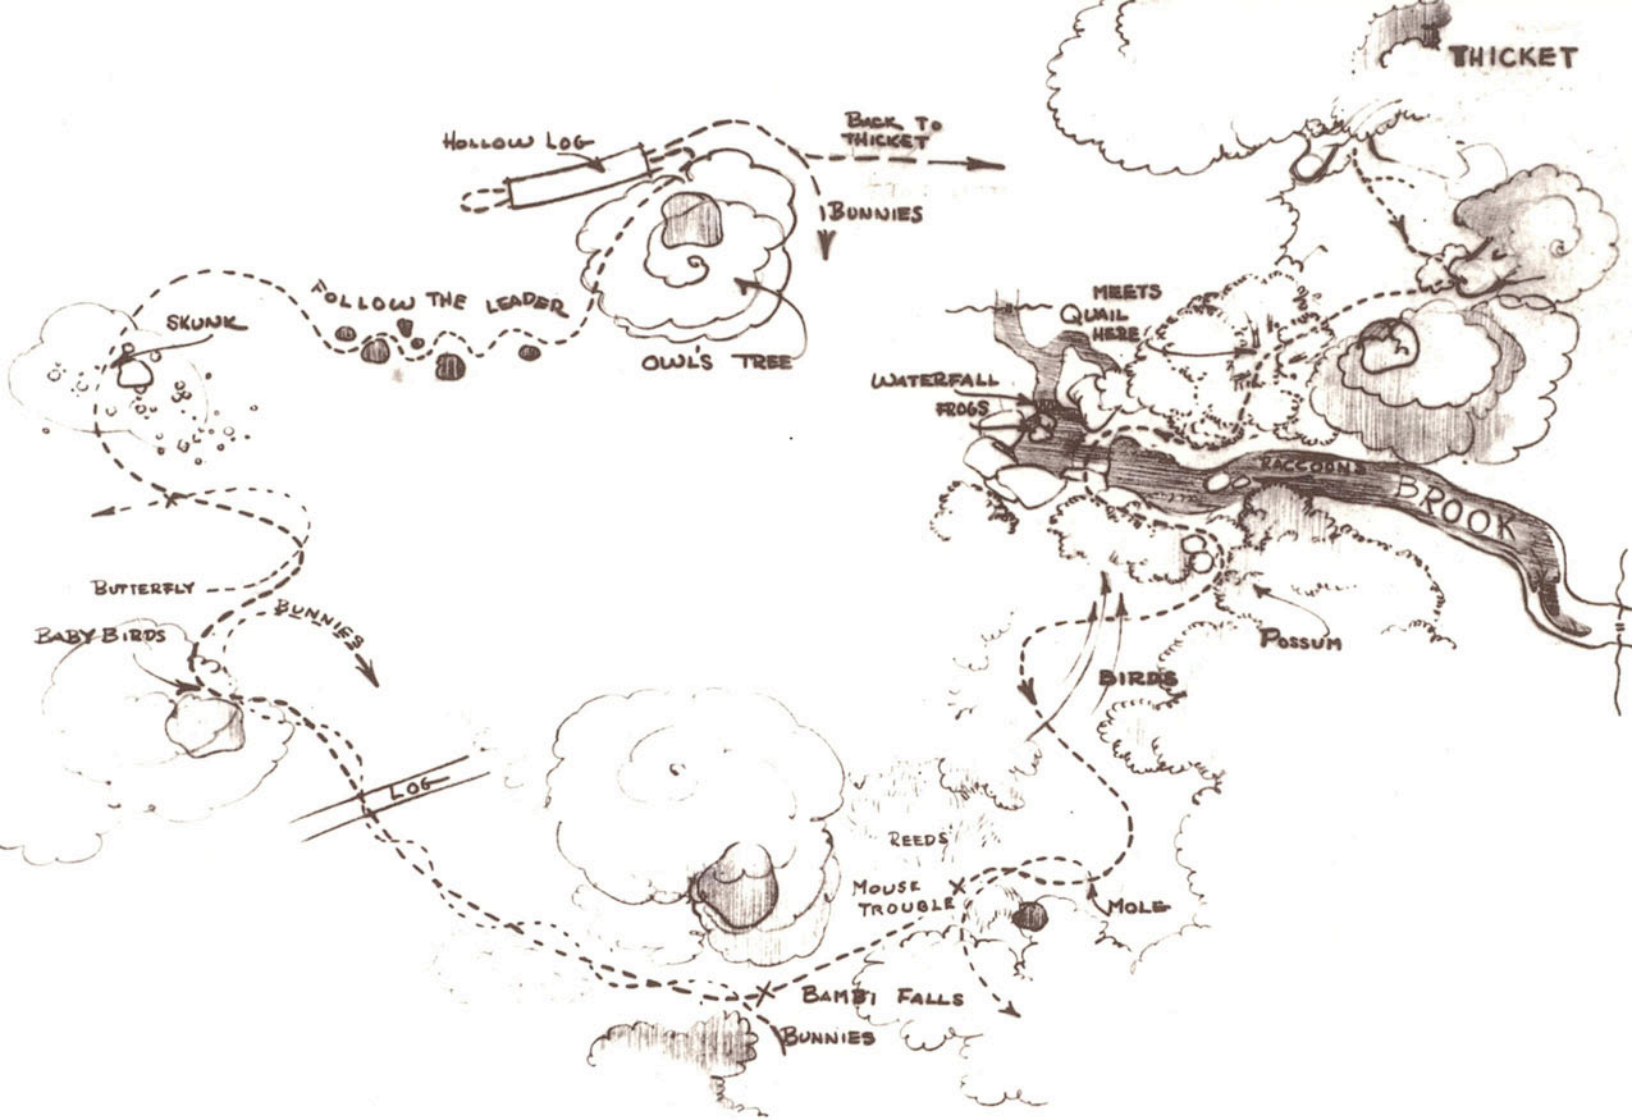 THICKET
BACK TO
THICKET
HOLLOW LOG
BUNNIES
FOLLOW THE LEADER
SKUNK
OWL'S TREE
MEETS
QUAIL
HERE
WATERFALL
FROGS
RACCOONS
BROOK
BUTTERFLY
BUNNIES
BABY BIRDS
POSSUM
BIRDS
LOG
REEDS
MOUSE
TROUBLE
MOLE
BAMBI FALLS
BUNNIES